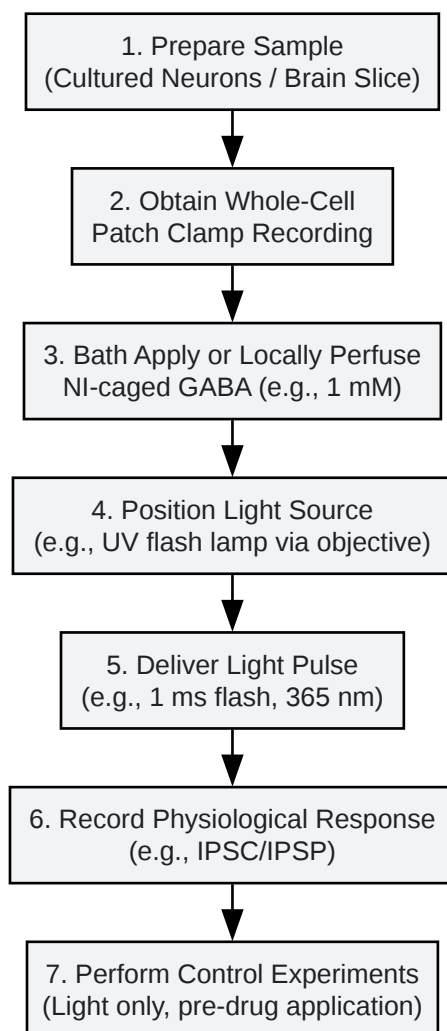 1. Prepare Sample
(Cultured Neurons / Brain Slice)
2. Obtain Whole-Cell
Patch Clamp Recording
3. Bath Apply or Locally Perfuse
NI-caged GABA (e.g., 1 mM)
4. Position Light Source
(e.g., UV flash lamp via objective)
5. Deliver Light Pulse
(e.g., 1 ms flash, 365 nm)
6. Record Physiological Response
(e.g., IPSC/IPSP)
7. Perform Control Experiments
(Light only, pre-drug application)